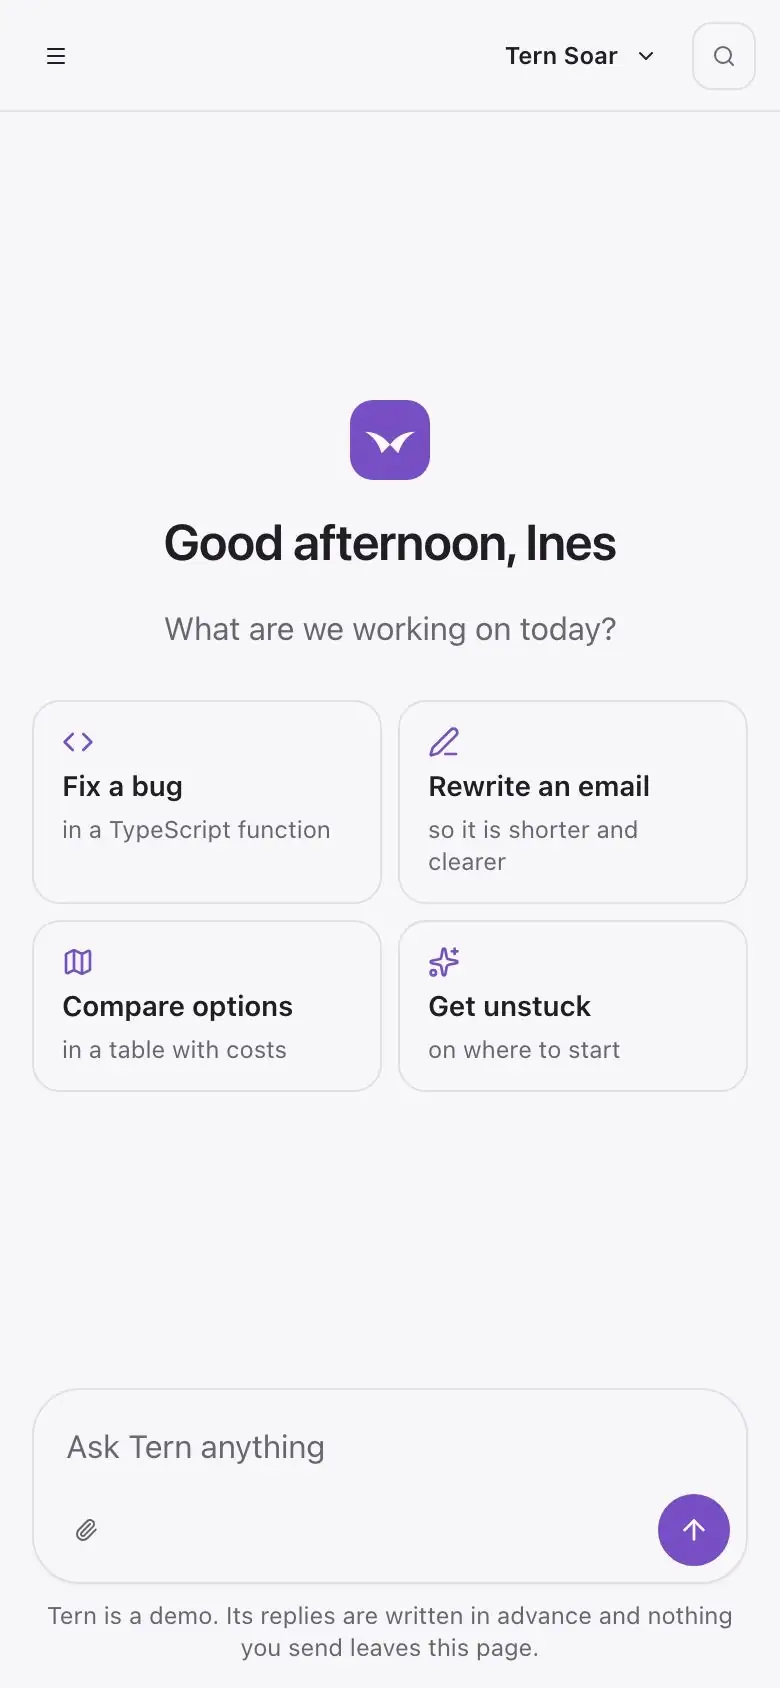 Tern Soar
Good afternoon, Ines
What are we working on today?
Fix a bug
in a TypeScript function
Rewrite an email
so it is shorter and
clearer
Compare options
in a table with costs
Get unstuck
on where to start
Ask Tern anything
Tern is a demo. Its replies are written in advance and nothing
you send leaves this page.